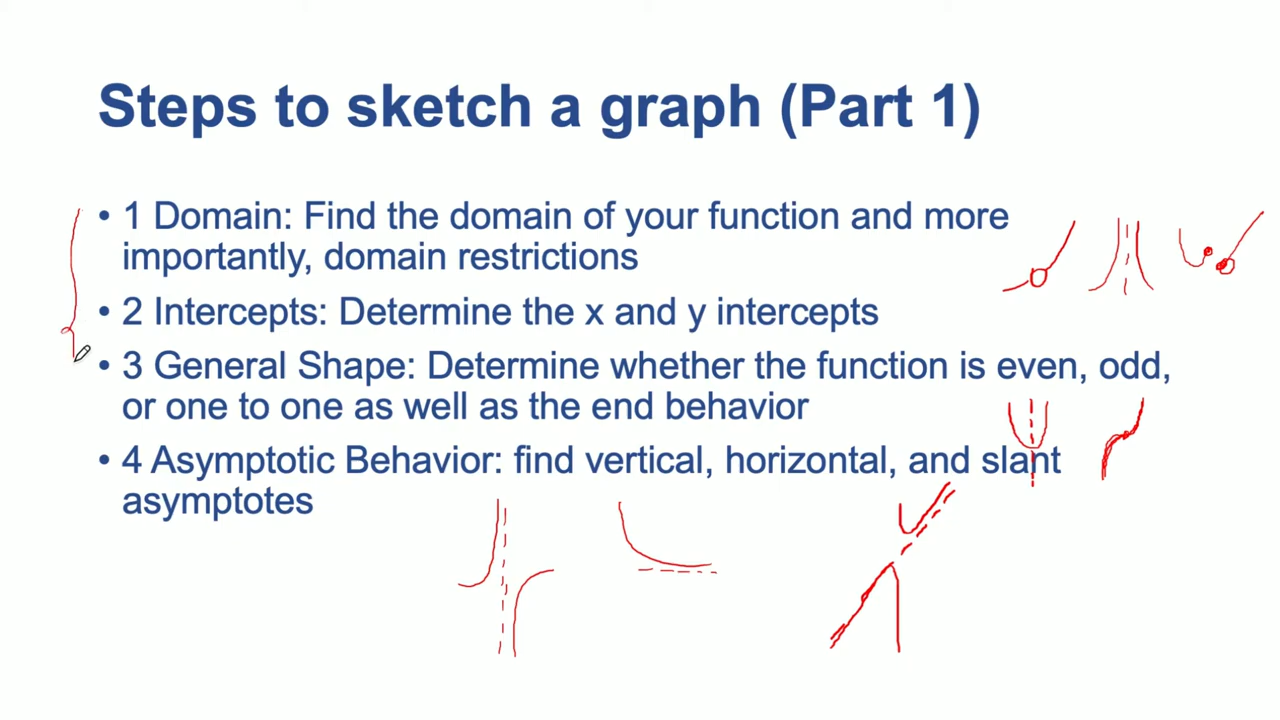 Steps to sketch a graph (Part 1)
• 1 Domain: Find the domain of your function and more
importantly, domain restrictions
• 2 Intercepts: Determine the x and y intercepts
• 3 General Shape: Determine whether the function is even, odd,
or one to one as well as the end behavior
• 4 Asymptotic Behavior: find vertical, horizontal, and slant
asymptotes